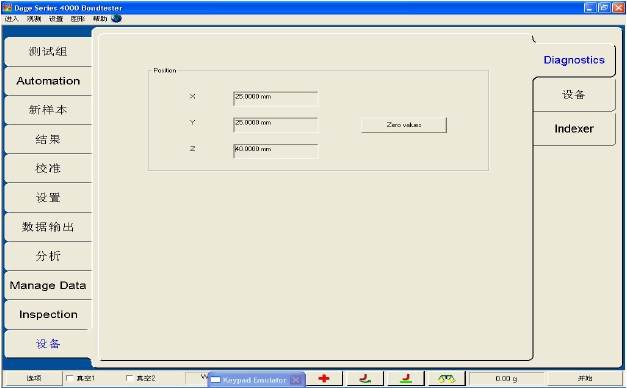 Dage Series 4000 Bondtester
进入 观测 设置 图形 帮助
测试组
Automation
新样本
结果
校准
设置
数据输出
分析
Manage Data
Inspection
设备
Position
X 25.0000 mm
Y 25.0000 mm
Zero values
Z 40.0000 mm
Diagnostics
设备
Indexer
选项
真空1
真空2
Keypad Emulator
0.00 g
开始